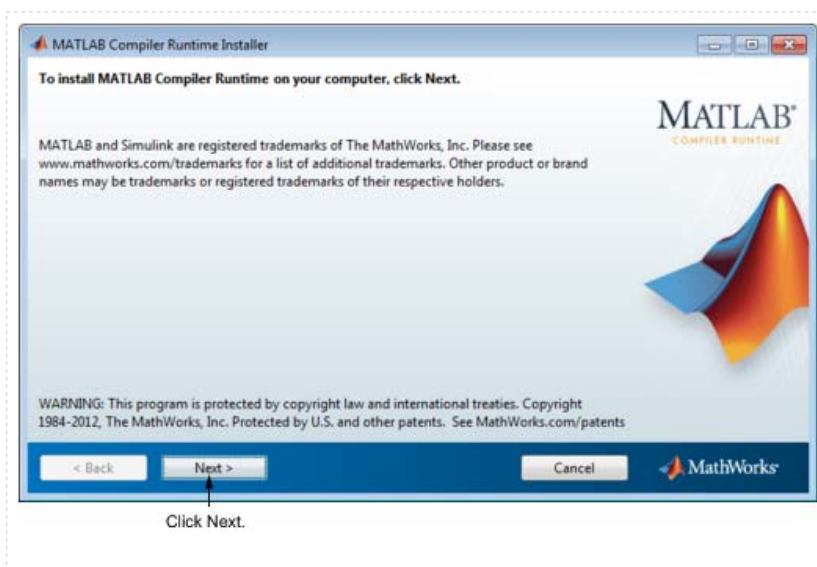 MATLAB Compiler Runtime Installer
To install MATLAB Compiler Runtime on your computer, click Next.
MATLAB®
COMPILER RUNTIME
MATLAB and Simulink are registered trademarks of The MathWorks, Inc. Please see
www.mathworks.com/trademarks for a list of additional trademarks. Other product or brand
names may be trademarks or registered trademarks of their respective holders.
WARNING: This program is protected by copyright law and international treaties. Copyright
1984-2012, The MathWorks, Inc. Protected by U.S. and other patents. See MathWorks.com/patents
< Back
Next >
Cancel
MathWorks®
Click Next.